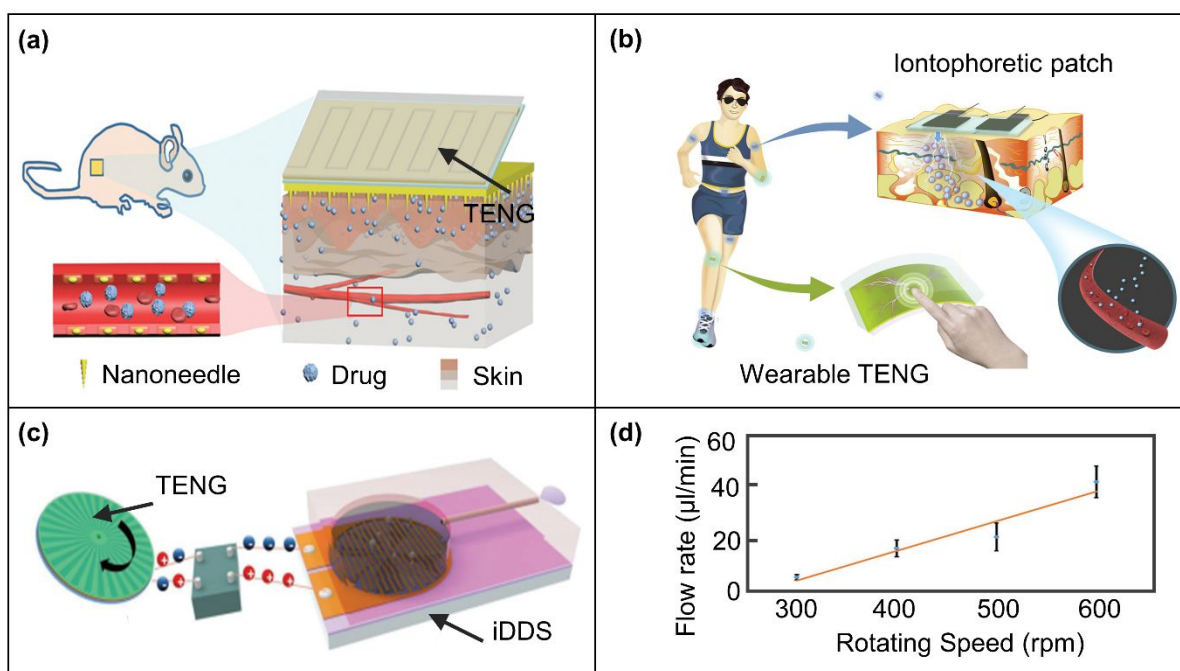 (a)
TENG
Nanoneedle
Drug
Skin
(b)
Iontophoretic patch
Wearable TENG
(c)
TENG
iDDS
(d)
Flow rate (µl/min)
60
40
20
0
300 400 500 600
Rotating Speed (rpm)